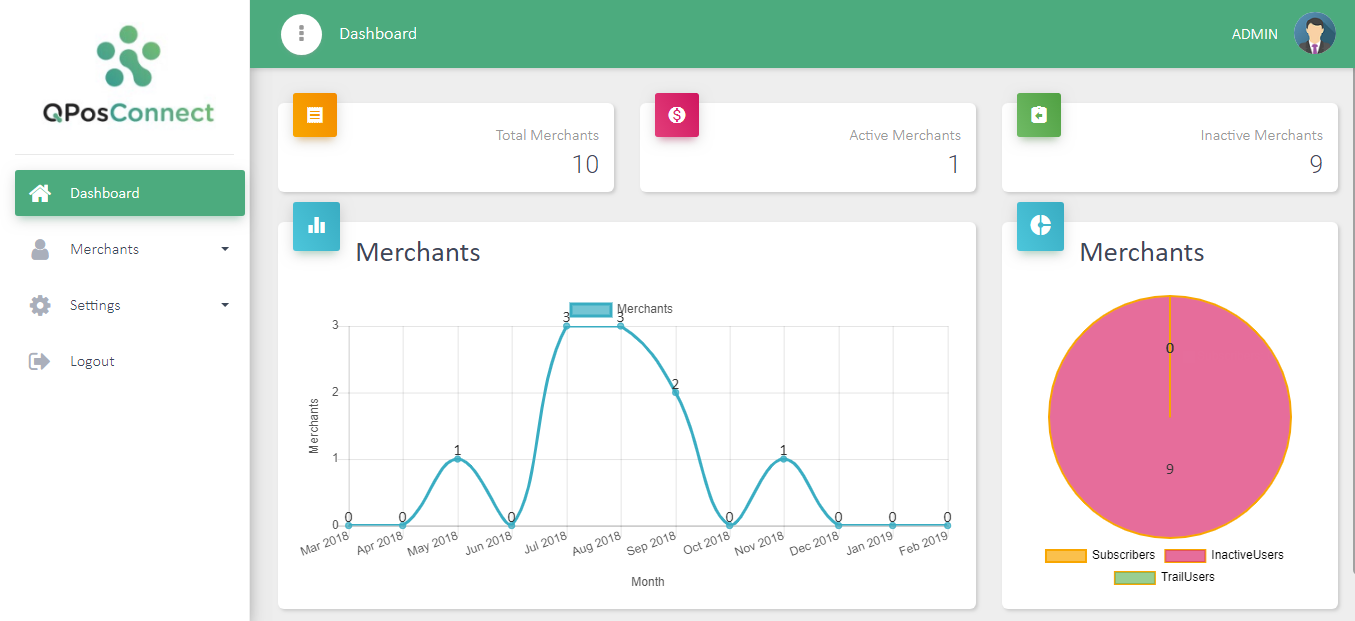 QPosConnect
Dashboard
Merchants
Settings
Logout
Dashboard
ADMIN
Total Merchants
10
Active Merchants
1
Inactive Merchants
9
Merchants
Merchants
3
2
1
0
Merchants
0
0
1
0
3
3
2
0
1
0
0
0
Mar 2018
Apr 2018
May 2018
Jun 2018
Jul 2018
Aug 2018
Sep 2018
Oct 2018
Nov 2018
Dec 2018
Jan 2019
Feb 2019
Month
Merchants
0
9
Subscribers InactiveUsers
TrailUsers